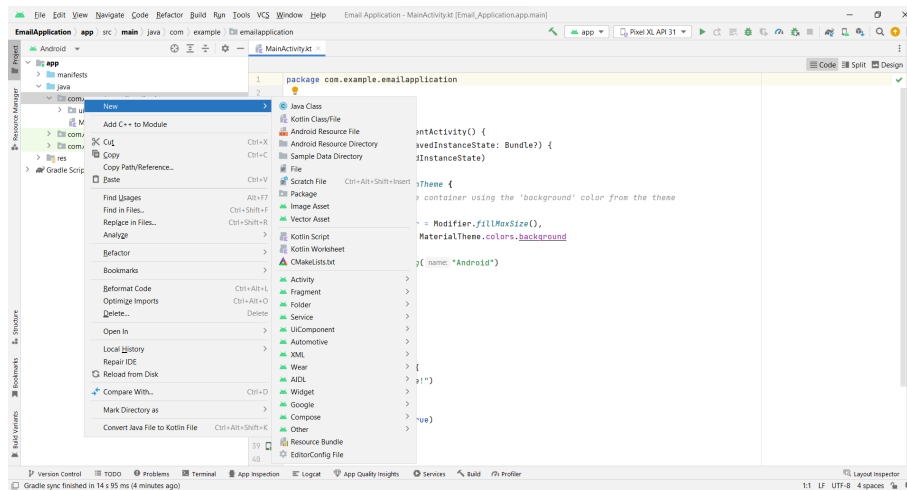 File Edit View Navigate Code Refactor Build Run Tools VCS Window Help Email Application - MainActivity.kt [Email_Application.app.main]
EmailApplication app src main java com example emailapplication app Pixel XL API 31
Project Android MainActivity.kt
Code Split Design
app
manifests
1 package com.example.emailapplication
java
2
com.
New
Java Class
ui
Kotlin Class/File
M
Add C++ to Module
Android Resource File
entActivity() {
com.
Cut Ctrl+X
Android Resource Directory
avedInstanceState: Bundle?) {
com.
Copy Ctrl+C
Sample Data Directory
dInstanceState)
res
Copy Path/Reference...
File
Gradle Scrip
Paste Ctrl+V
Scratch File Ctrl+Alt+Shift+Insert
nTheme {
Package
e container using the 'background' color from the theme
Find Usages Alt+F7
Image Asset
Find in Files... Ctrl+Shift+F
Vector Asset
r = Modifier.fillMaxSize(),
Replace in Files... Ctrl+Shift+R
Kotlin Script
MaterialTheme.colors.background
Analyze
Kotlin Worksheet
Refactor
CMakeLists.txt
g( name: "Android")
Bookmarks
Activity
Reformat Code Ctrl+Alt+L
Fragment
Optimize Imports Ctrl+Alt+O
Folder
Delete... Delete
Service
Open In
UiComponent
Automotive
Local History
XML
Repair IDE
Wear
{
Reload from Disk
AIDL
e!")
Compare With... Ctrl+D
Widget
Google
Mark Directory as
Compose
rue)
Convert Java File to Kotlin File Ctrl+Alt+Shift+K
Other
39
Resource Bundle
40
EditorConfig File
Resource Manager
Structure
Bookmarks
Build Variants
Version Control TODO Problems Terminal App Inspection Logcat App Quality Insights Services Build Profiler Layout Inspector
Gradle sync finished in 14 s 95 ms (4 minutes ago) 1:1 LF UTF-8 4 spaces